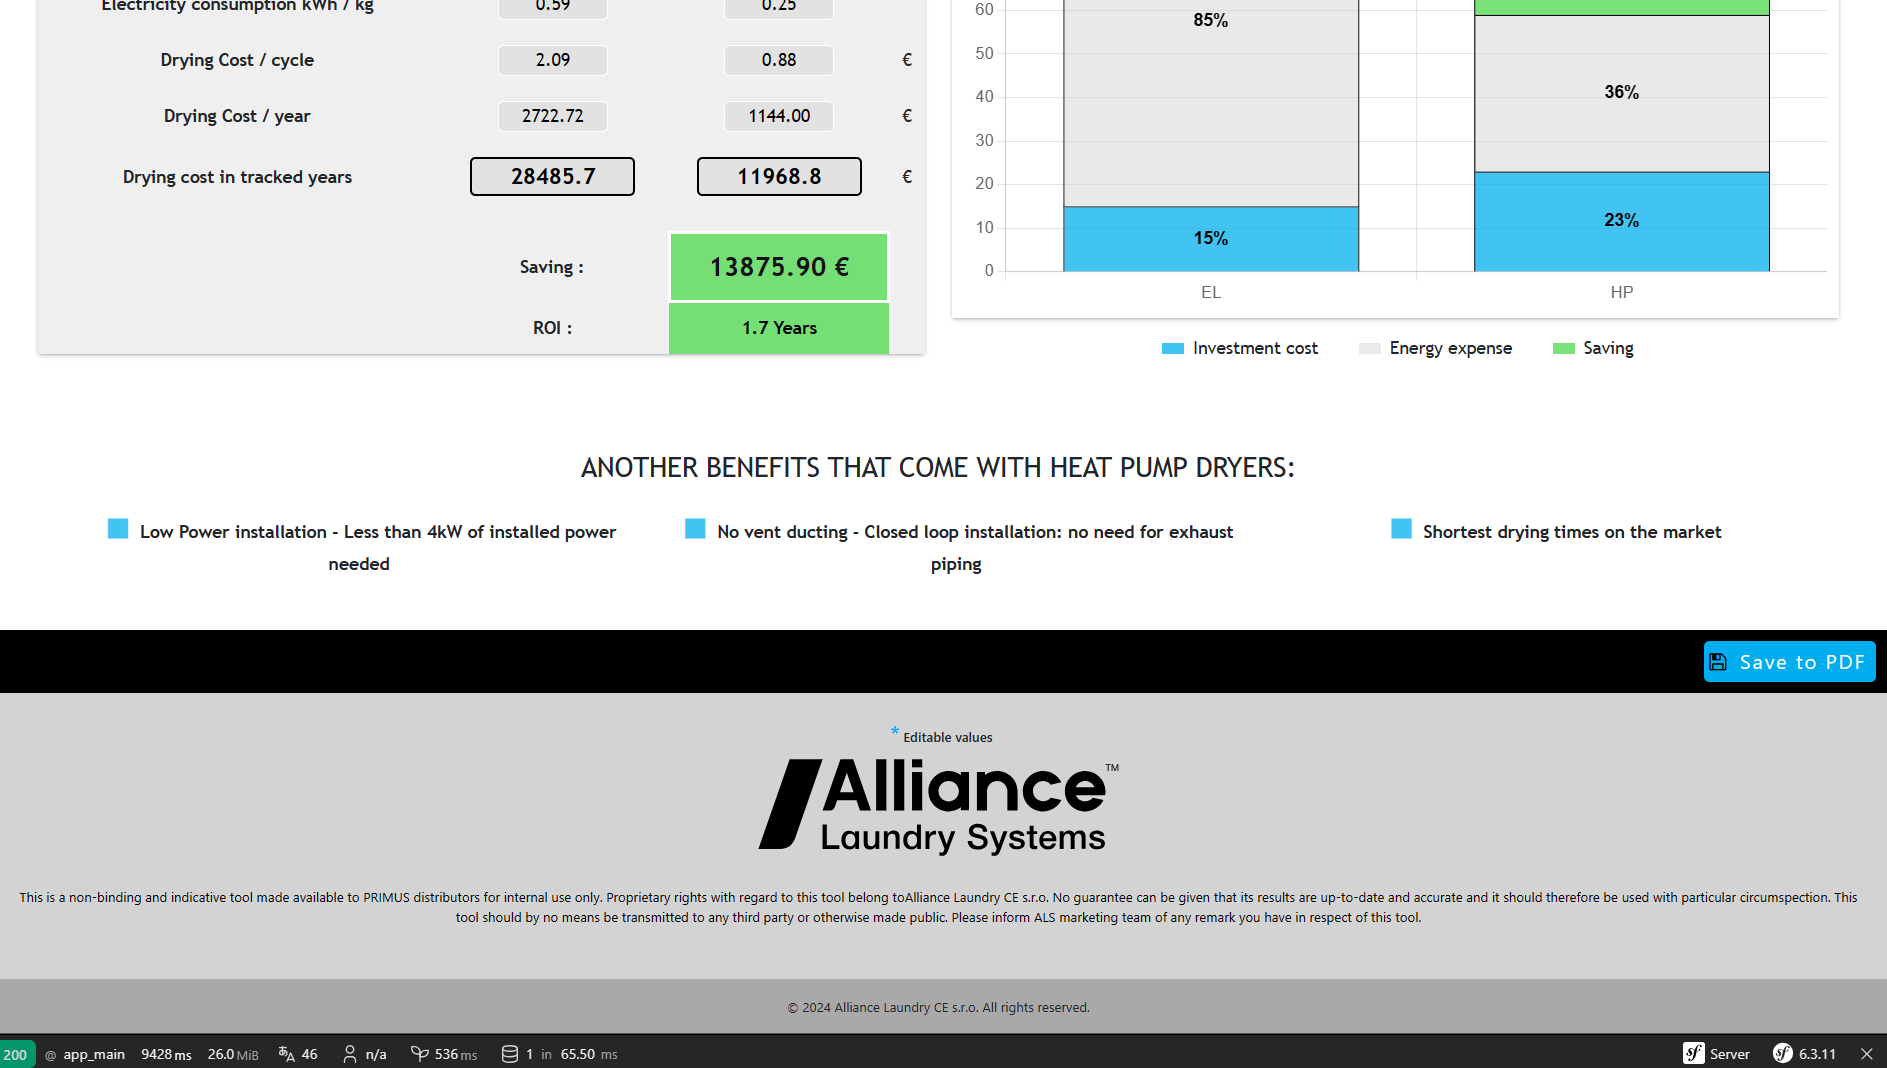 Electricity consumption kWh / kg 0.59 0.25
Drying Cost / cycle 2.09 0.88 €
Drying Cost / year 2722.72 1144.00 €
Drying cost in tracked years 28485.7 11968.8 €
Saving : 13875.90 €
ROI : 1.7 Years
60
50
40
30
20
10
0
85%
36%
15%
23%
EL HP
Investment cost Energy expense Saving
ANOTHER BENEFITS THAT COME WITH HEAT PUMP DRYERS:
Low Power installation - Less than 4kW of installed power
needed
No vent ducting - Closed loop installation: no need for exhaust
piping
Shortest drying times on the market
Save to PDF
* Editable values
Alliance™
Laundry Systems
This is a non-binding and indicative tool made available to PRIMUS distributors for internal use only. Proprietary rights with regard to this tool belong toAlliance Laundry CE s.r.o. No guarantee can be given that its results are up-to-date and accurate and it should therefore be used with particular circumspection. This
tool should by no means be transmitted to any third party or otherwise made public. Please inform ALS marketing team of any remark you have in respect of this tool.
© 2024 Alliance Laundry CE s.r.o. All rights reserved.
200 @ app_main 9428 ms 26.0 MiB 46 n/a 536 ms 1 in 65.50 ms sf Server sf 6.3.11